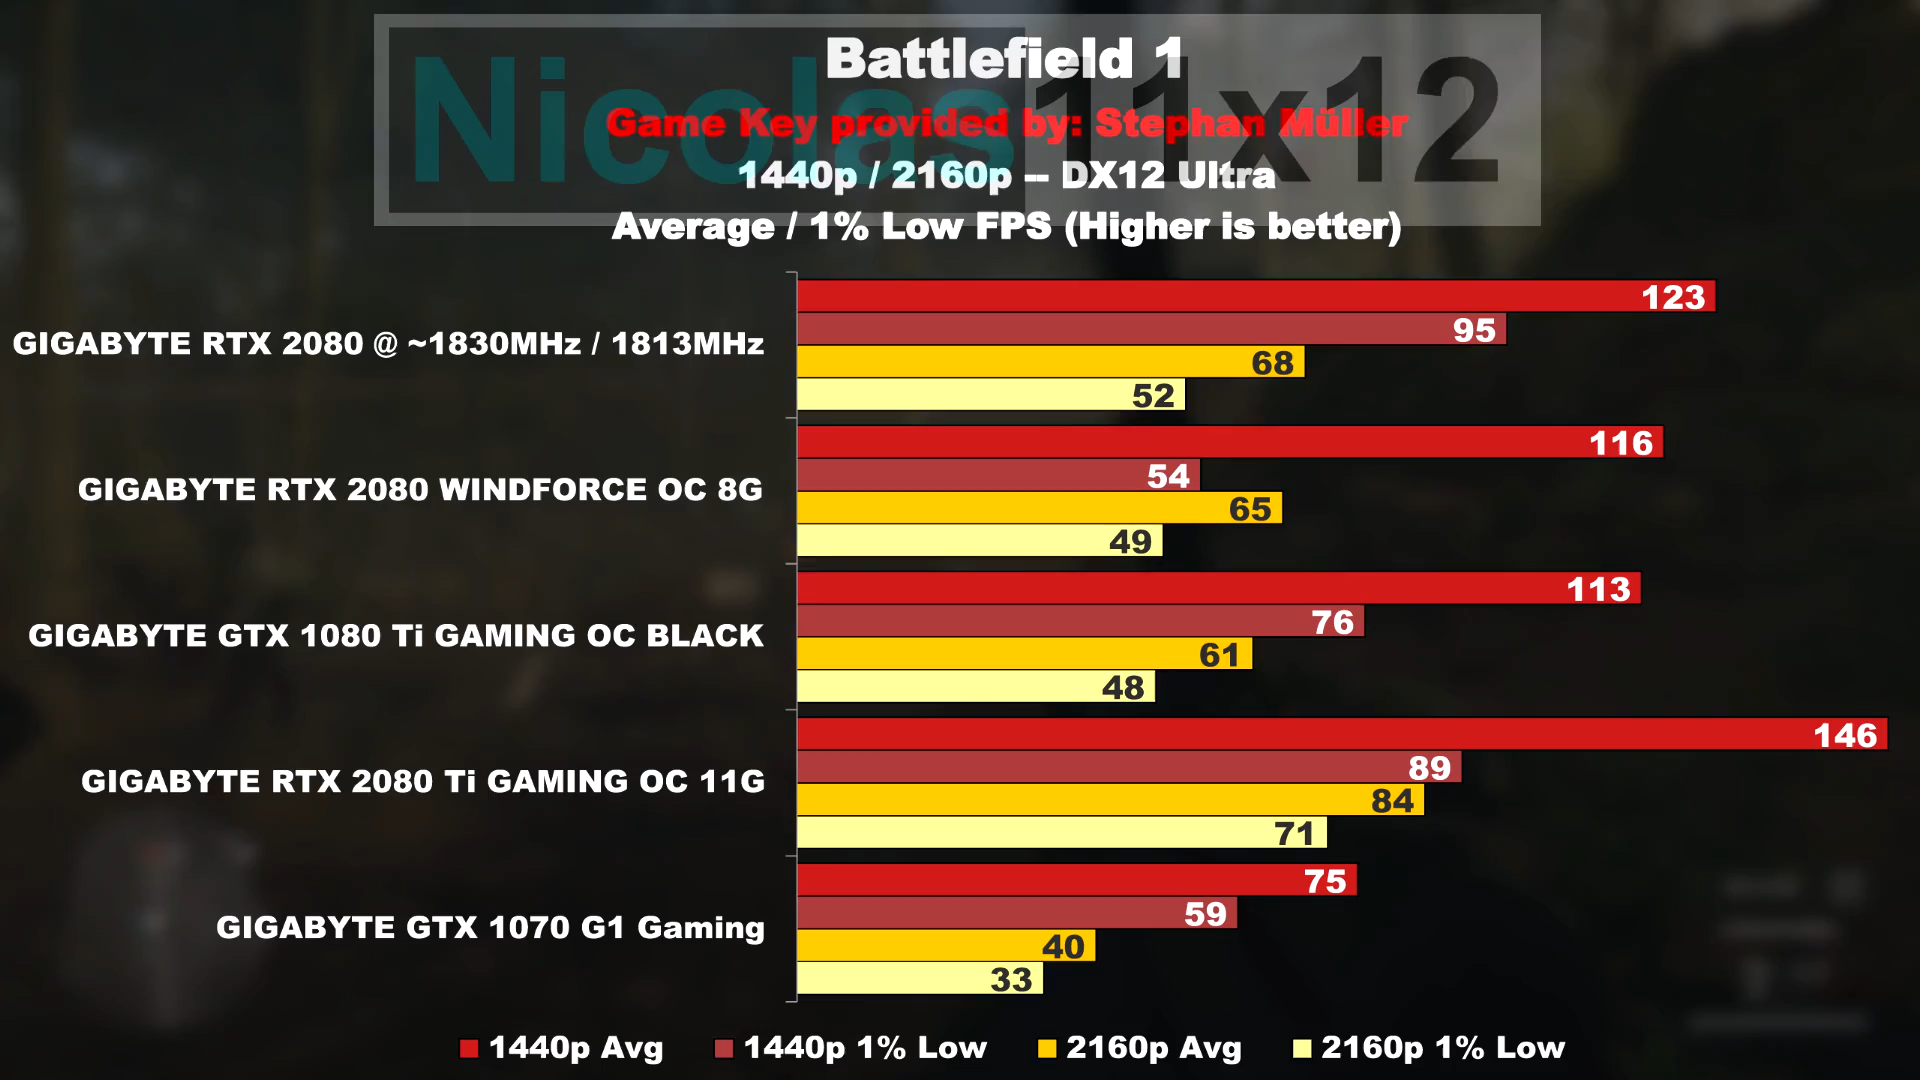 Nicolas11x12
Battlefield 1
Game Key provided by: Stephan Müller
1440p / 2160p -- DX12 Ultra
Average / 1% Low FPS (Higher is better)
GIGABYTE RTX 2080 @ ~1830MHz / 1813MHz
123
95
68
52
GIGABYTE RTX 2080 WINDFORCE OC 8G
116
54
65
49
GIGABYTE GTX 1080 Ti GAMING OC BLACK
113
76
61
48
GIGABYTE RTX 2080 Ti GAMING OC 11G
146
89
84
71
GIGABYTE GTX 1070 G1 Gaming
75
59
40
33
1440p Avg 1440p 1% Low 2160p Avg 2160p 1% Low